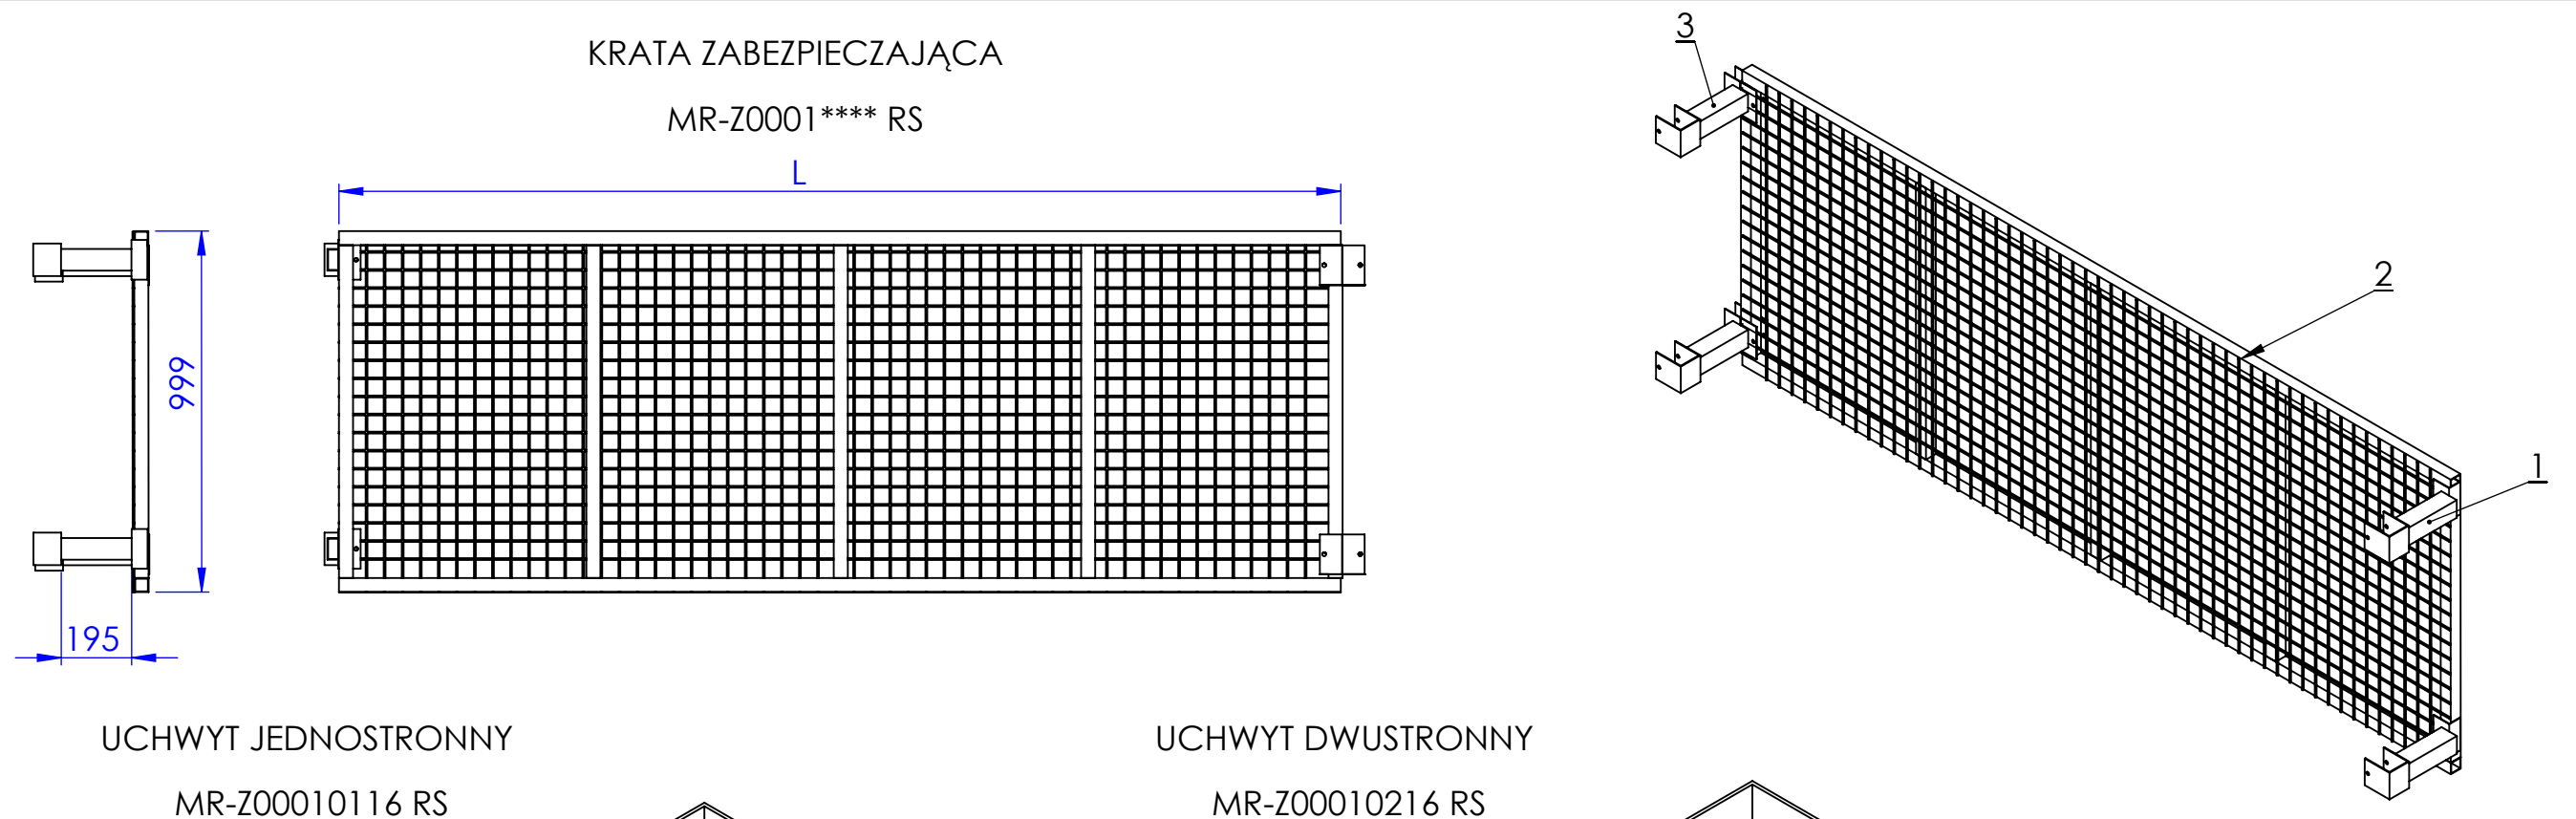 KRATA ZABEZPIECZAJĄCA
MR-Z0001**** RS
L
999
195
3
2
1
UCHWYT JEDNOSTRONNY
MR-Z00010116 RS
UCHWYT DWUSTRONNY
MR-Z00010216 RS